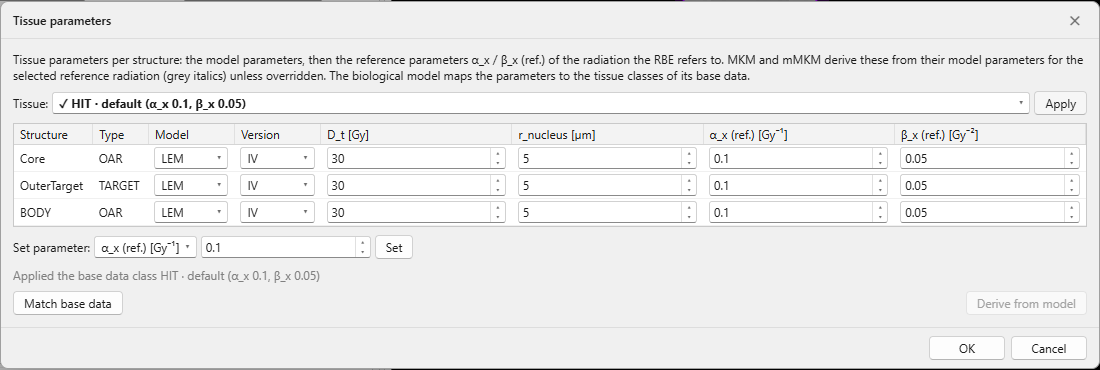 Tissue parameters
Tissue parameters per structure: the model parameters, then the reference parameters α_x / β_x (ref.) of the radiation the RBE refers to. MKM and mMKM derive these from their model parameters for the
selected reference radiation (grey italics) unless overridden. The biological model maps the parameters to the tissue classes of its base data.
Tissue: ✓ HIT · default (α_x 0.1, β_x 0.05) Apply
Structure Type Model Version D_t [Gy] r_nucleus [µm] α_x (ref.) [Gy⁻¹] β_x (ref.) [Gy⁻²]
Core OAR LEM IV 30 5 0.1 0.05
OuterTarget TARGET LEM IV 30 5 0.1 0.05
BODY OAR LEM IV 30 5 0.1 0.05
Set parameter: α_x (ref.) [Gy⁻¹] 0.1 Set
Applied the base data class HIT · default (α_x 0.1, β_x 0.05)
Match base data Derive from model
OK Cancel